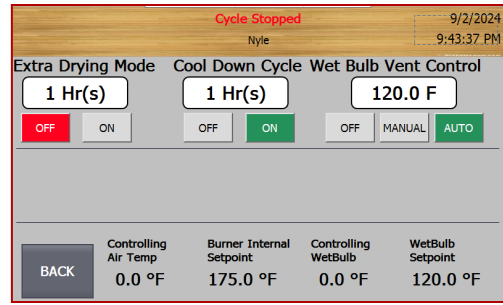 Cycle Stopped
9/2/2024
Nyle
9:43:37 PM
Extra Drying Mode
Cool Down Cycle
Wet Bulb Vent Control
1 Hr(s)
1 Hr(s)
120.0 F
OFF
ON
OFF
ON
OFF
MANUAL
AUTO
BACK
Controlling
Air Temp
0.0 °F
Burner Internal
Setpoint
175.0 °F
Controlling
WetBulb
0.0 °F
WetBulb
Setpoint
120.0 °F